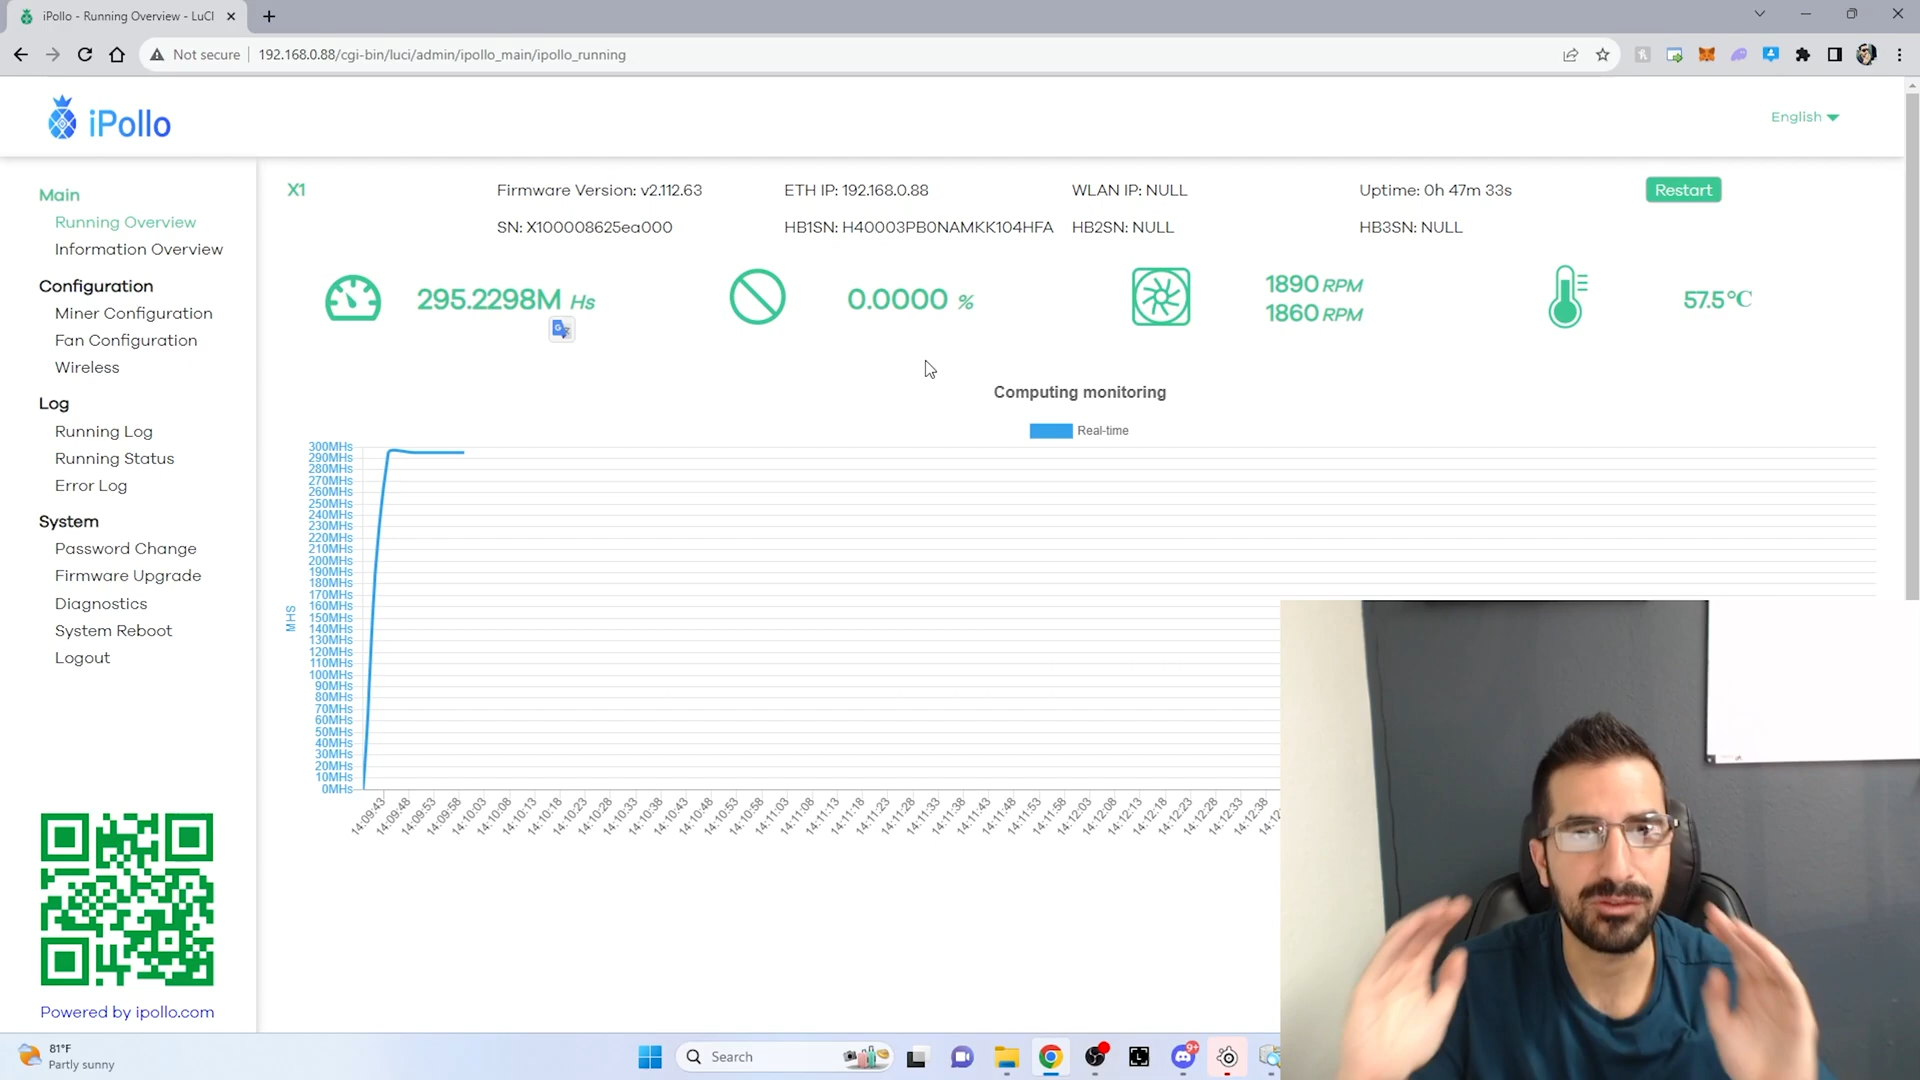 iPollo - Running Overview - LuCI
Not secure
192.168.0.88/cgi-bin/luci/admin/ipollo_main/ipollo_running
iPollo
English
Main
Running Overview
Information Overview
Configuration
Miner Configuration
Fan Configuration
Wireless
Log
Running Log
Running Status
Error Log
System
Password Change
Firmware Upgrade
Diagnostics
System Reboot
Logout
Powered by ipollo.com
X1
Firmware Version: v2.112.63
ETH IP: 192.168.0.88
WLAN IP: NULL
Uptime: 0h 47m 33s
Restart
SN: X100008625ea000
HB1SN: H40003PB0NAMKK104HFA
HB2SN: NULL
HB3SN: NULL
295.2298M Hs
0.0000 %
1890 RPM
1860 RPM
57.5°C
Computing monitoring
Real-time
300MHs
290MHs
280MHs
270MHs
260MHs
250MHs
240MHs
230MHs
220MHs
210MHs
200MHs
190MHs
180MHs
170MHs
160MHs
150MHs
140MHs
130MHs
120MHs
110MHs
100MHs
90MHs
80MHs
70MHs
60MHs
50MHs
40MHs
30MHs
20MHs
10MHs
0MHs
MHS
14:09:43
14:09:48
14:09:53
14:09:58
14:10:03
14:10:08
14:10:13
14:10:18
14:10:23
14:10:28
14:10:33
14:10:38
14:10:43
14:10:48
14:10:53
14:10:58
14:11:03
14:11:08
14:11:13
14:11:18
14:11:23
14:11:28
14:11:33
14:11:38
14:11:43
14:11:48
14:11:53
14:11:58
14:12:03
14:12:08
14:12:13
14:12:18
14:12:23
14:12:28
14:12:33
14:12:38
81°F
Partly sunny
Search
9+